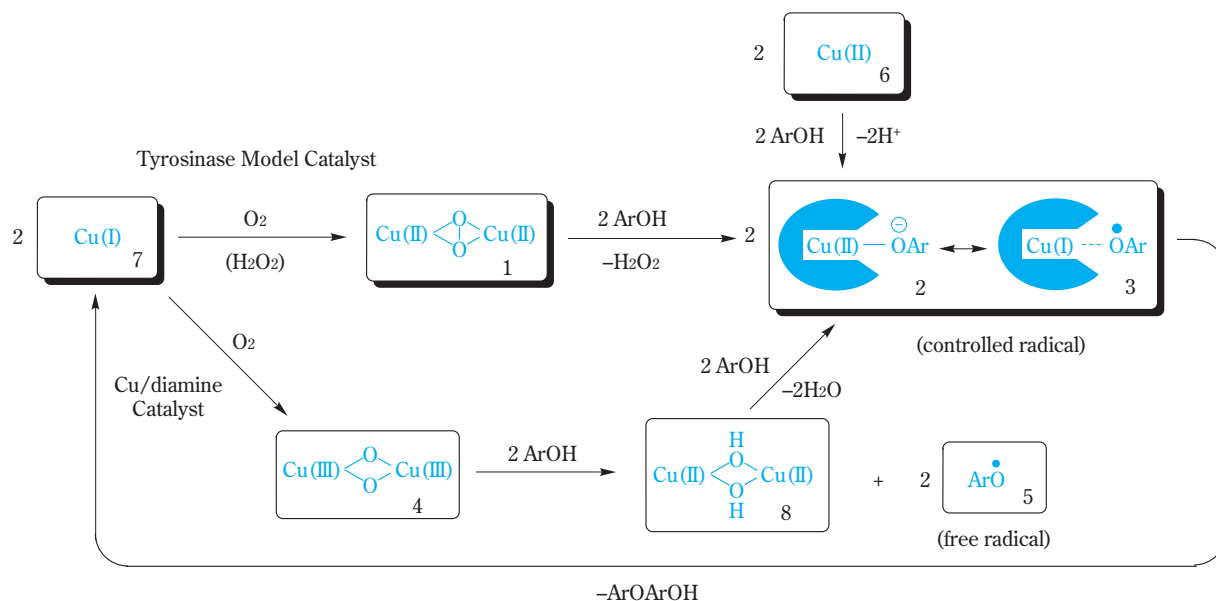 2 Cu(II)
6
2 ArOH –2H+
Tyrosinase Model Catalyst
2 Cu(I)
7
O2
(H2O2)
Cu(II) O O Cu(II)
1
2 ArOH
–H2O2
2 Cu(II) — ⊖OAr
2
Cu(I) --- •OAr
3
(controlled radical)
O2
Cu/diamine
Catalyst
Cu(III) O O Cu(III)
4
2 ArOH
H
O
Cu(II) Cu(II)
O
H
8
2 ArOH
–2H2O
+ 2 ArO•
5
(free radical)
–ArOArOH